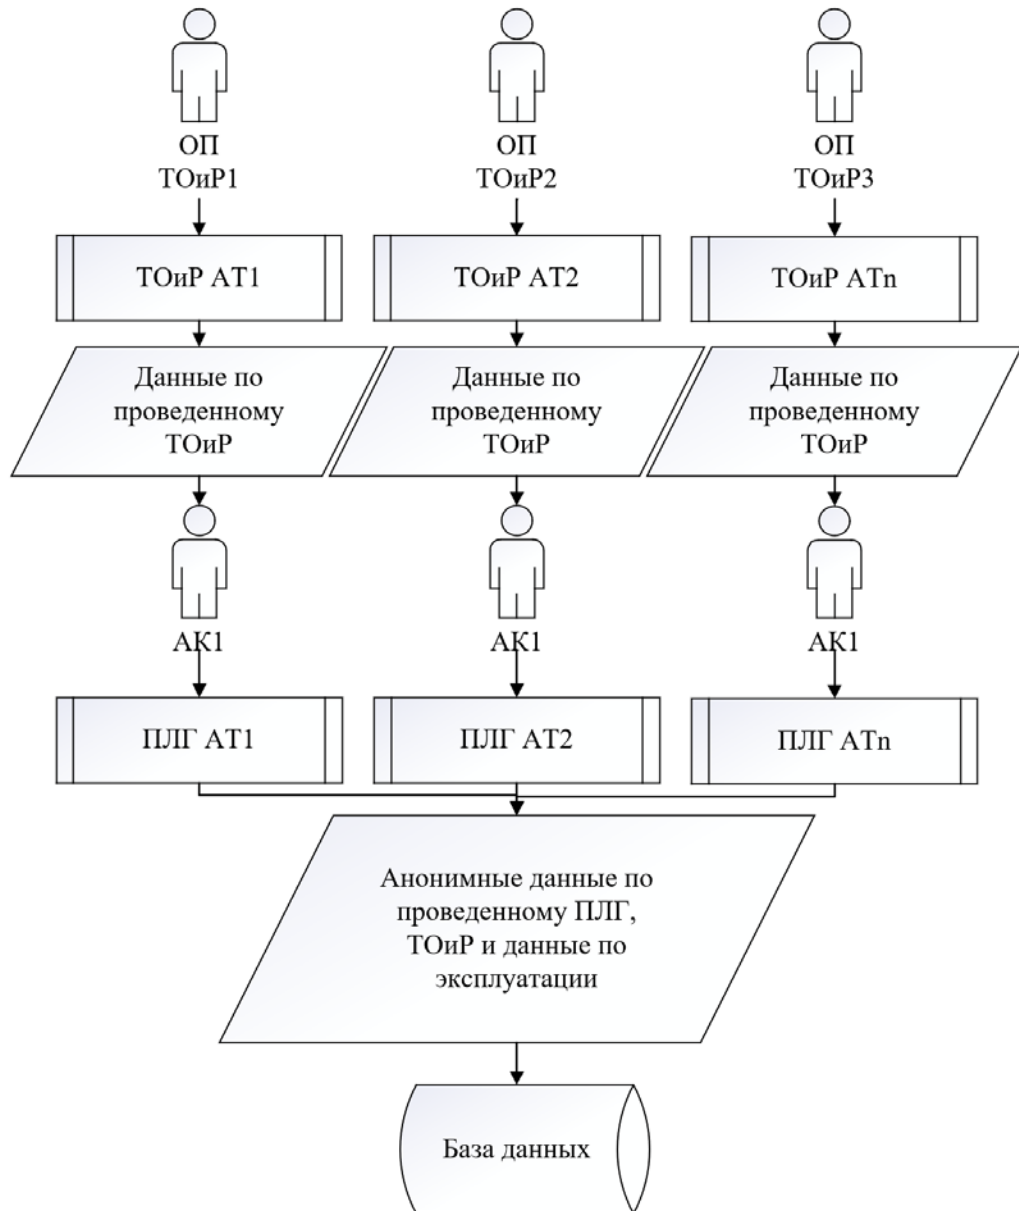 ОП
ТОиР1
ОП
ТОиР2
ОП
ТОиР3
ТОиР АТ1
ТОиР АТ2
ТОиР АТn
Данные по
проведенному
ТОиР
Данные по
проведенному
ТОиР
Данные по
проведенному
ТОиР
АК1
АК1
АК1
ПЛГ АТ1
ПЛГ АТ2
ПЛГ АТn
Анонимные данные по
проведенному ПЛГ,
ТОиР и данные по
эксплуатации
База данных